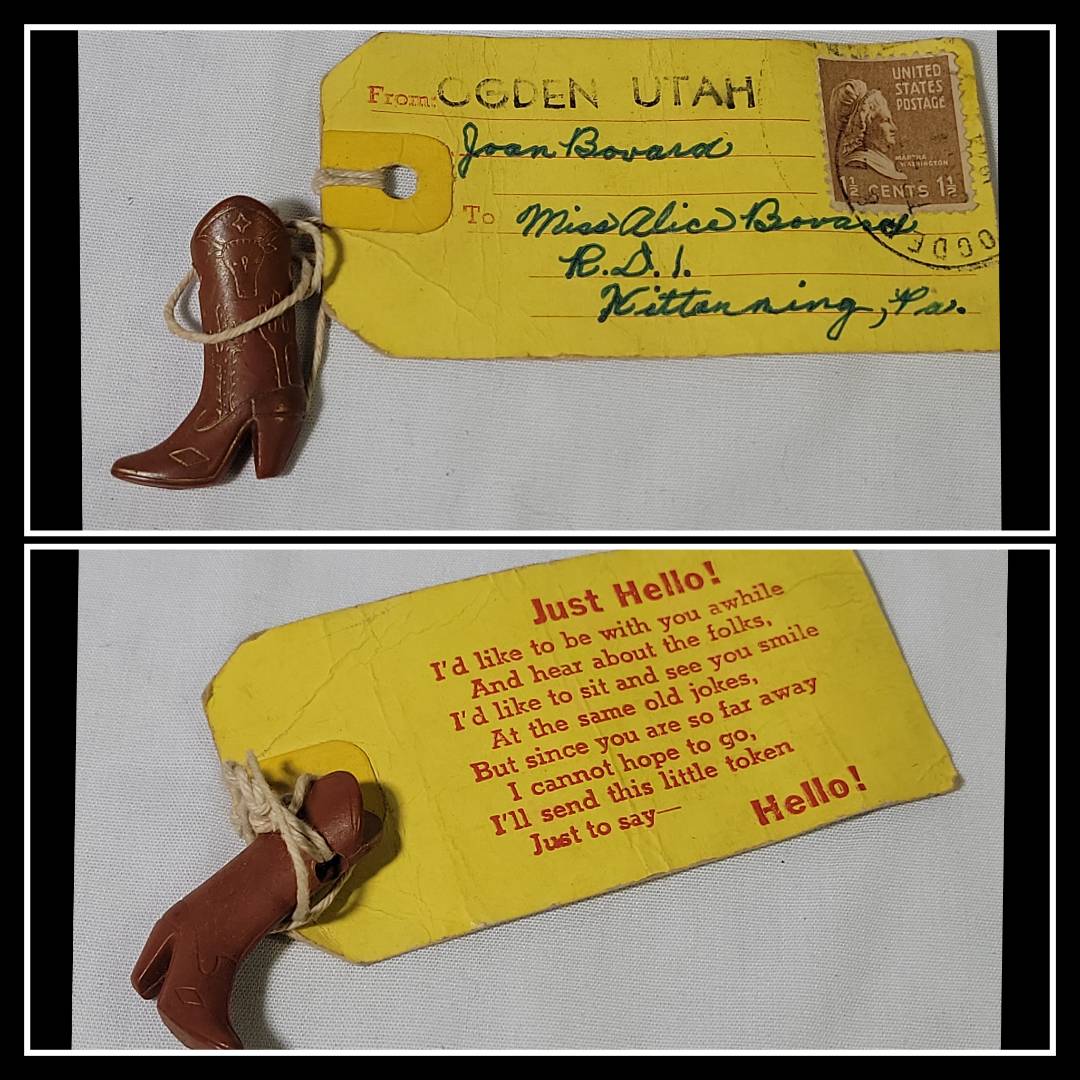 From: OGDEN UTAH
Joan Bovard
To Miss Alice Bovard
R.D.1.
Kittanning, Pa.
UNITED
STATES
POSTAGE
MARTHA
WASHINGTON
1½ CENTS 1½
OGDE
Just Hello!
I'd like to be with you awhile
And hear about the folks,
I'd like to sit and see you smile
At the same old jokes,
But since you are so far away
I cannot hope to go,
I'll send this little token
Just to say— Hello!